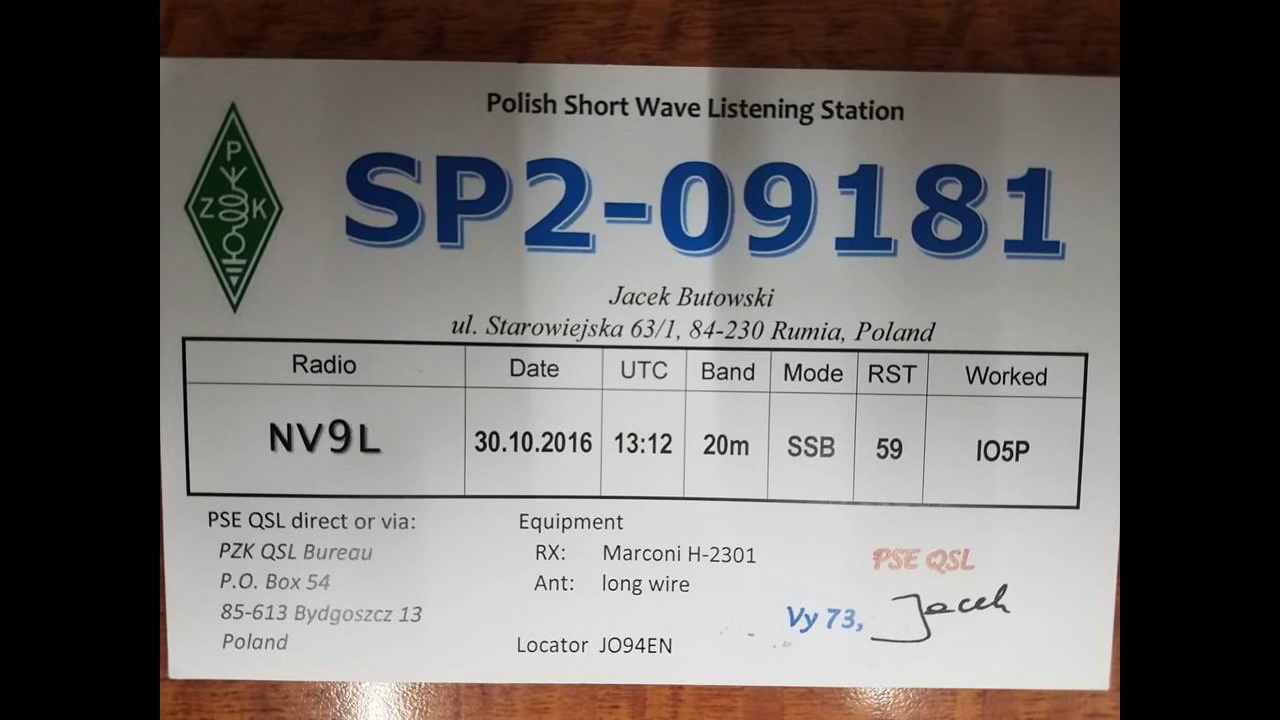 Polish Short Wave Listening Station
P
Z K
SP2-09181
Jacek Butowski
ul. Starowiejska 63/1, 84-230 Rumia, Poland
Radio Date UTC Band Mode RST Worked
NV9L 30.10.2016 13:12 20m SSB 59 IO5P
PSE QSL direct or via:
PZK QSL Bureau
P.O. Box 54
85-613 Bydgoszcz 13
Poland
Equipment
RX: Marconi H-2301
Ant: long wire
Locator JO94EN
PSE QSL
Vy 73, Jacek